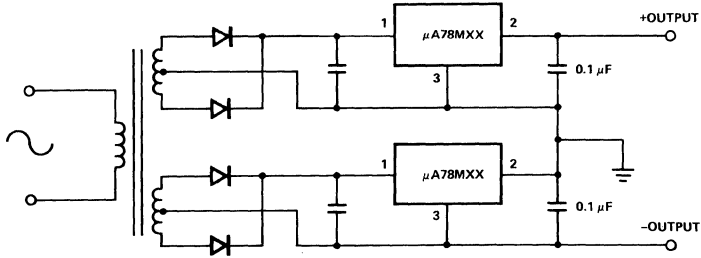 +OUTPUT
1
μA78MXX
2
3
0.1 μF
1
μA78MXX
2
3
0.1 μF
−OUTPUT